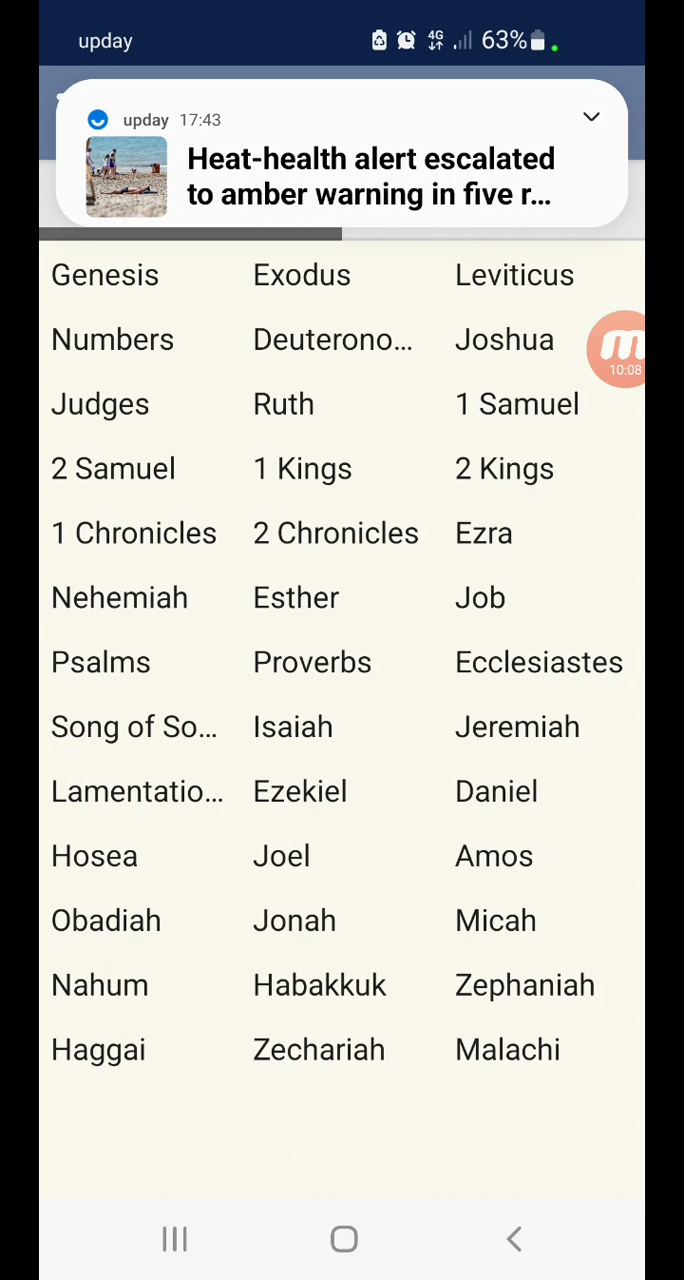 upday 4G 63%
upday 17:43
Heat-health alert escalated
to amber warning in five r...
Genesis Exodus Leviticus
Numbers Deuterono... Joshua
m
10:08
Judges Ruth 1 Samuel
2 Samuel 1 Kings 2 Kings
1 Chronicles 2 Chronicles Ezra
Nehemiah Esther Job
Psalms Proverbs Ecclesiastes
Song of So... Isaiah Jeremiah
Lamentatio... Ezekiel Daniel
Hosea Joel Amos
Obadiah Jonah Micah
Nahum Habakkuk Zephaniah
Haggai Zechariah Malachi